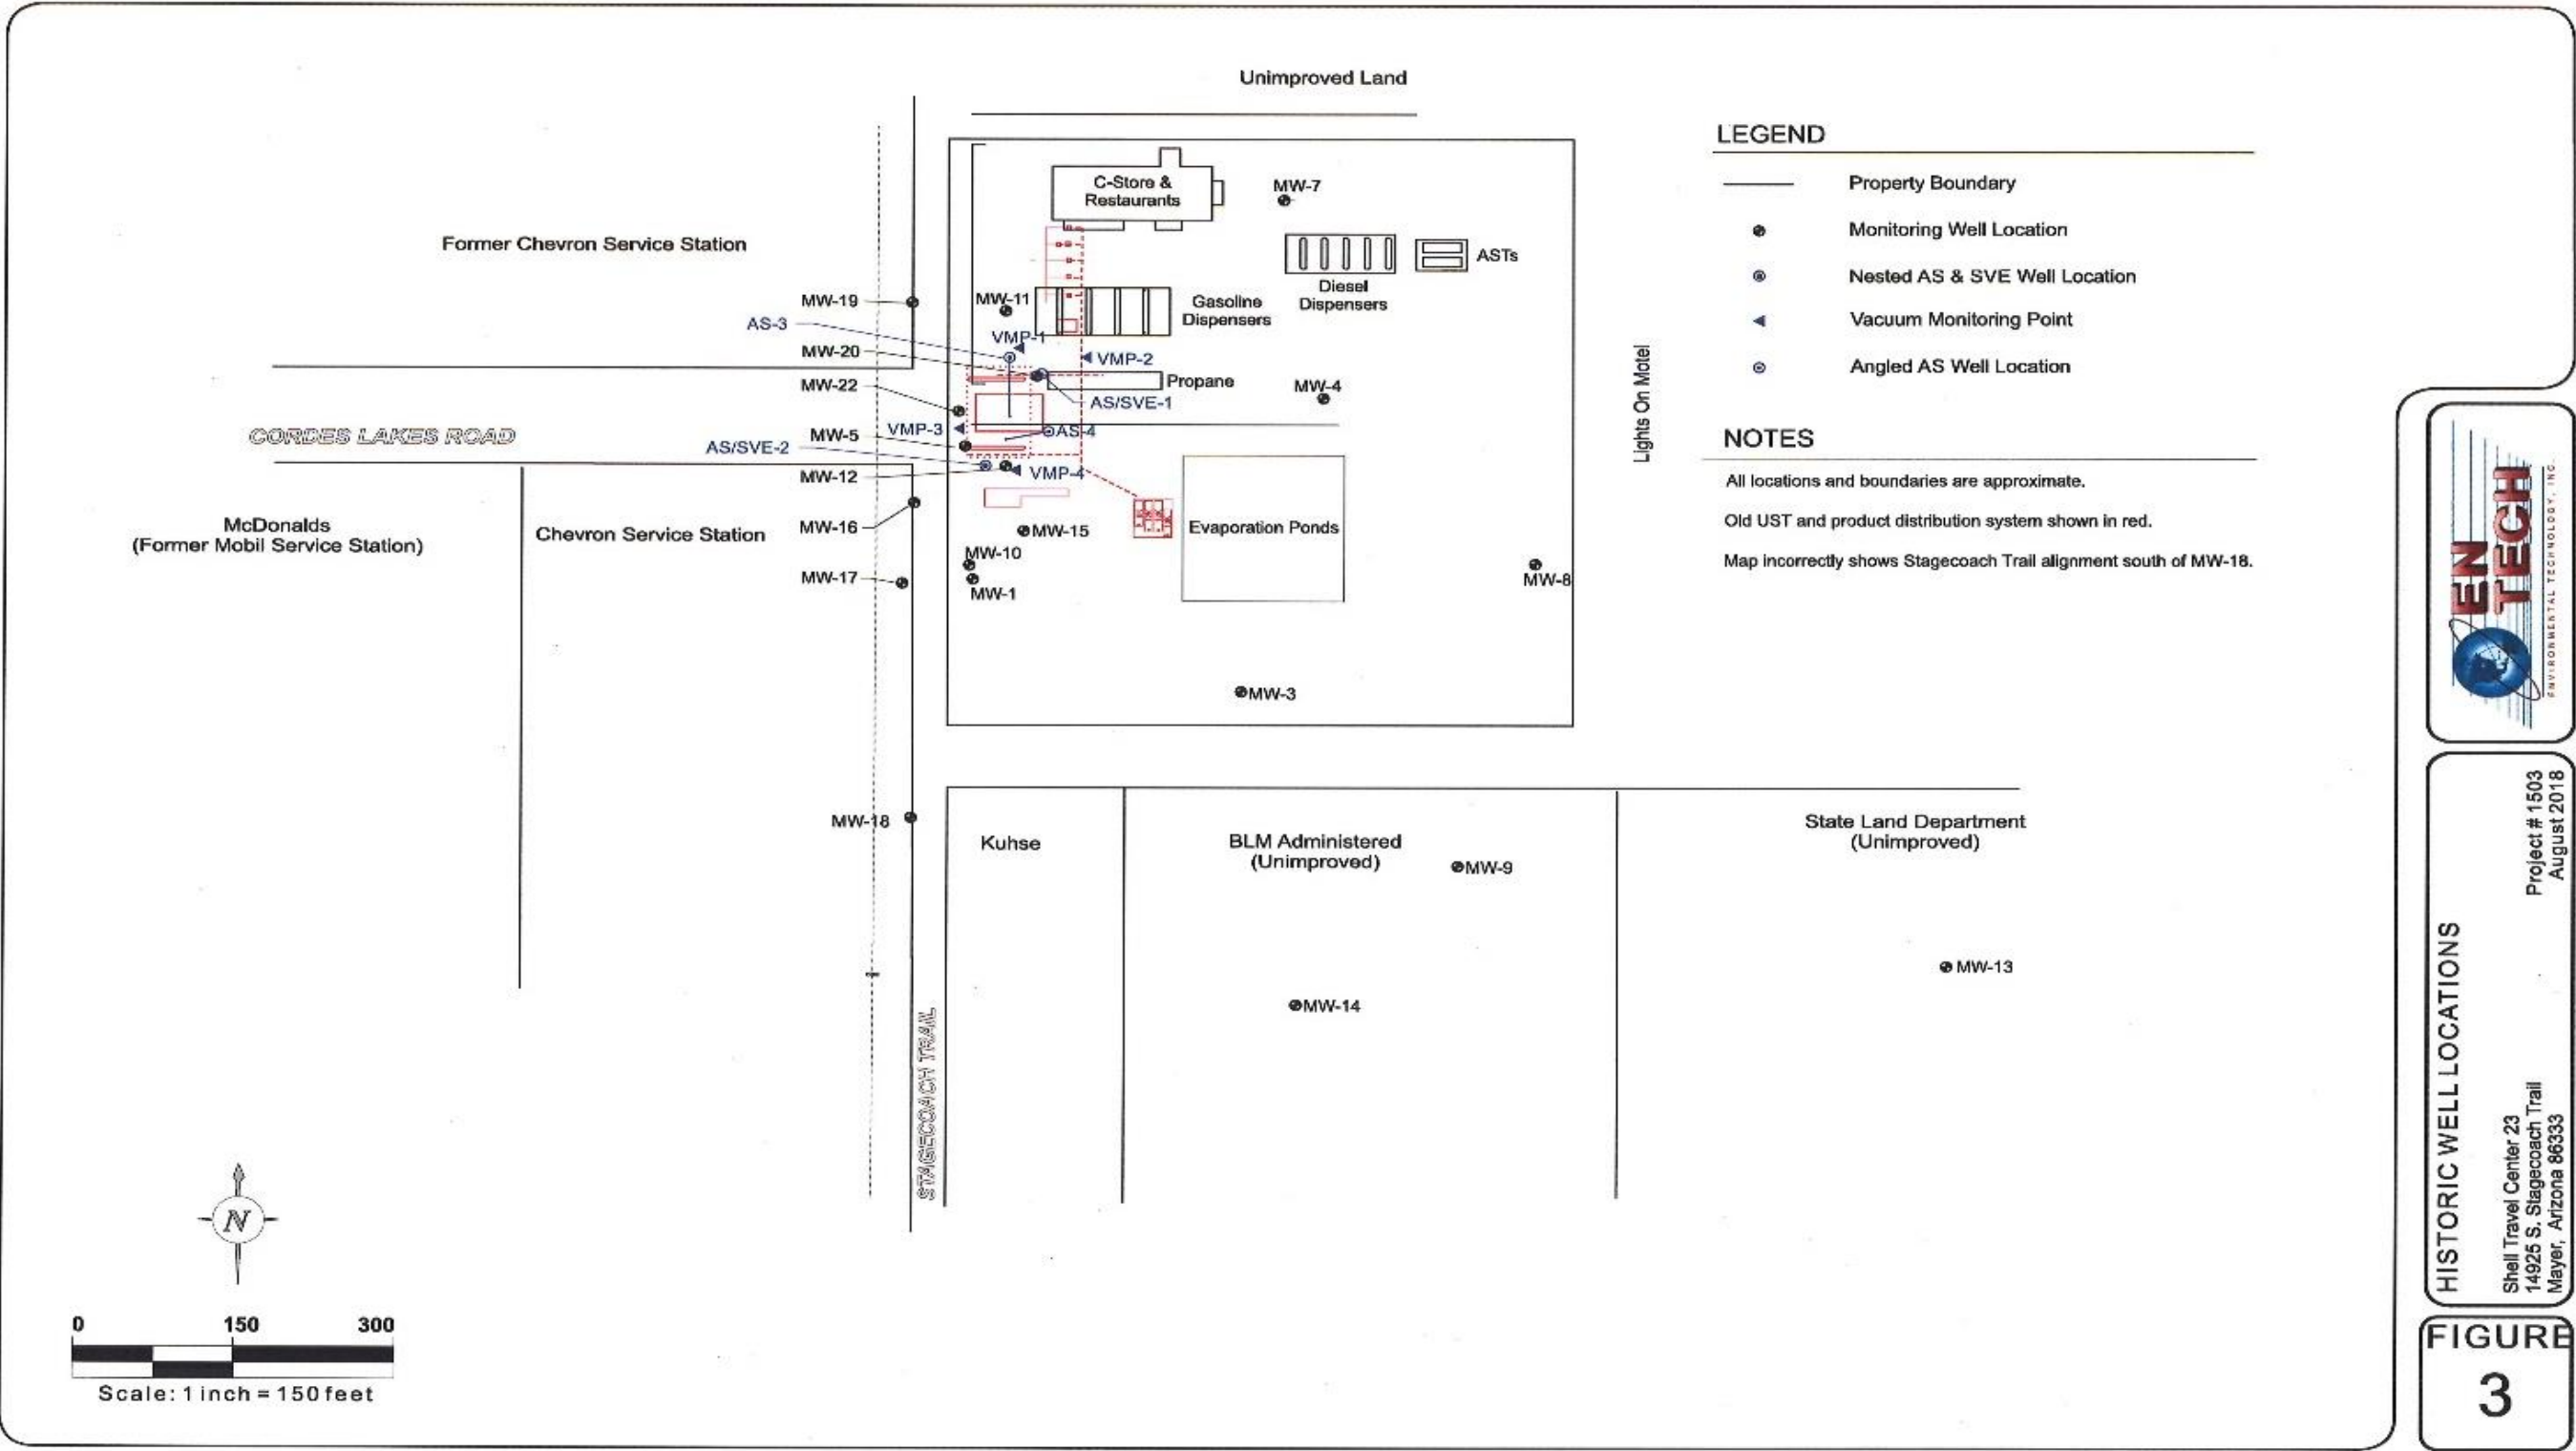 Unimproved Land
C-Store &
Restaurants
MW-7
Former Chevron Service Station
ASTs
Diesel
Dispensers
MW-19
MW-11
Gasoline
Dispensers
AS-3
VMP-1
MW-20
VMP-2
MW-22
Propane
MW-4
AS/SVE-1
Lights On Motel
CORDES LAKES ROAD
VMP-3
MW-5
AS-4
AS/SVE-2
MW-12
VMP-4
McDonalds
(Former Mobil Service Station)
Chevron Service Station
MW-16
MW-15
Evaporation Ponds
MW-10
MW-17
MW-1
MW-8
MW-3
MW-18
Kuhse
BLM Administered
(Unimproved)
MW-9
State Land Department
(Unimproved)
MW-13
MW-14
STAGECOACH TRAIL
N
0 150 300
Scale: 1 inch = 150 feet
LEGEND
Property Boundary
Monitoring Well Location
Nested AS & SVE Well Location
Vacuum Monitoring Point
Angled AS Well Location
NOTES
All locations and boundaries are approximate.
Old UST and product distribution system shown in red.
Map incorrectly shows Stagecoach Trail alignment south of MW-18.
EN
TECH
ENVIRONMENTAL TECHNOLOGY, INC.
HISTORIC WELL LOCATIONS
Project # 1503
August 2018
Shell Travel Center 23
14925 S. Stagecoach Trail
Mayer, Arizona 86333
FIGURE
3